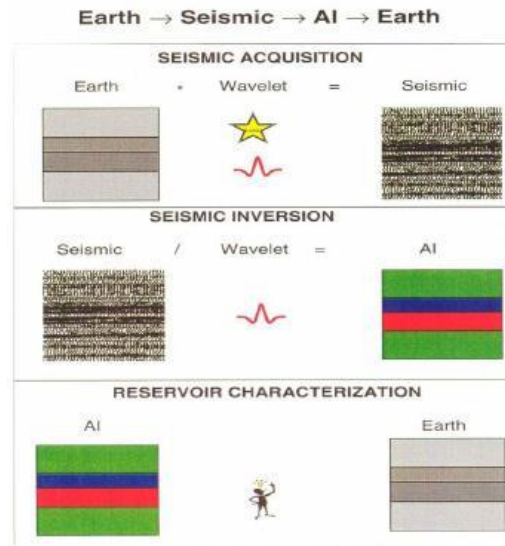 Earth → Seismic → AI → Earth
SEISMIC ACQUISITION
Earth • Wavelet = Seismic
SEISMIC INVERSION
Seismic / Wavelet = AI
RESERVOIR CHARACTERIZATION
AI Earth